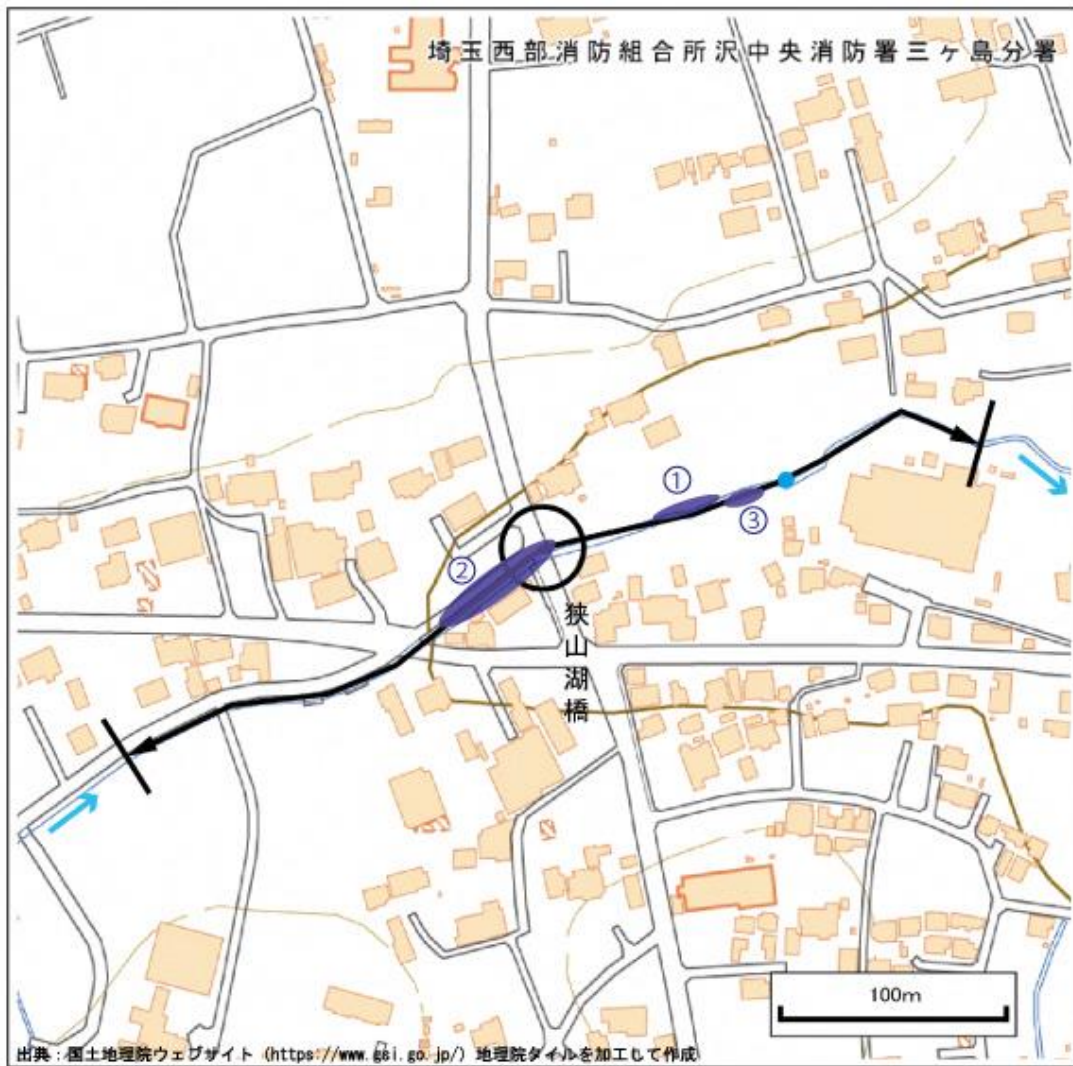 埼玉西部消防組合所沢中央消防署三ヶ島分署
①
③
②
狭山湖橋
100m
出典：国土地理院ウェブサイト（https://www.gsi.go.jp/）地理院タイルを加工して作成